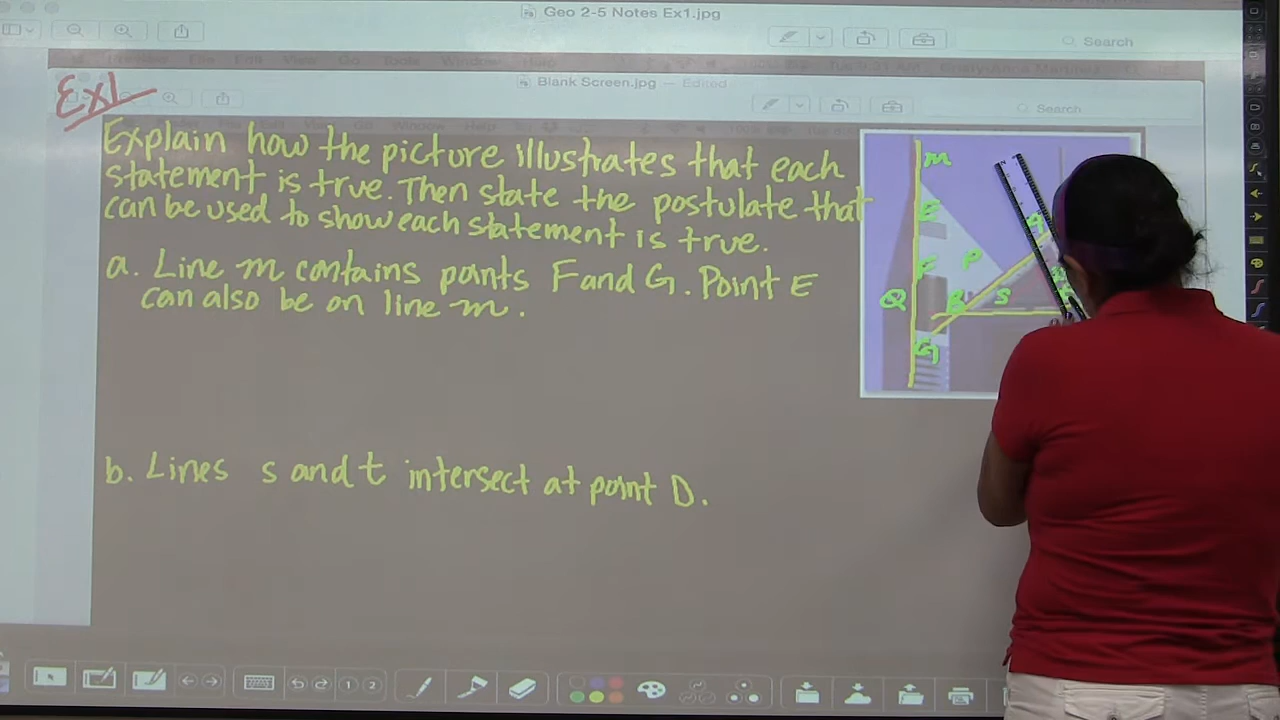 Geo 2-5 Notes Ex1.jpg
Search
Blank Screen.jpg — Edited
Search
Ex1
Explain how the picture illustrates that each
statement is true. Then state the postulate that
can be used to show each statement is true.
a. Line m contains points F and G. Point E
can also be on line m.
b. Lines s and t intersect at point D.
m
E
F
P
Q
B
S
G
1
2